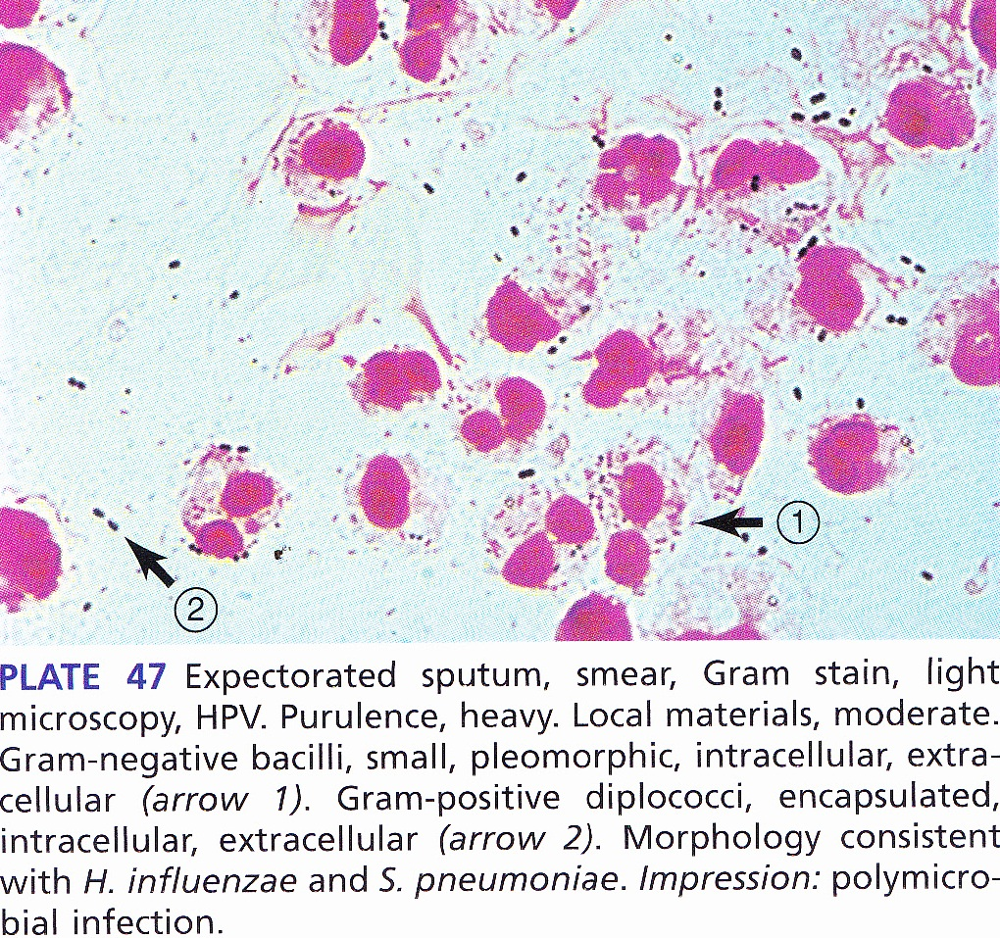 1
2
PLATE 47 Expectorated sputum, smear, Gram stain, light
microscopy, HPV. Purulence, heavy. Local materials, moderate.
Gram-negative bacilli, small, pleomorphic, intracellular, extra-
cellular (arrow 1). Gram-positive diplococci, encapsulated,
intracellular, extracellular (arrow 2). Morphology consistent
with H. influenzae and S. pneumoniae. Impression: polymicro-
bial infection.